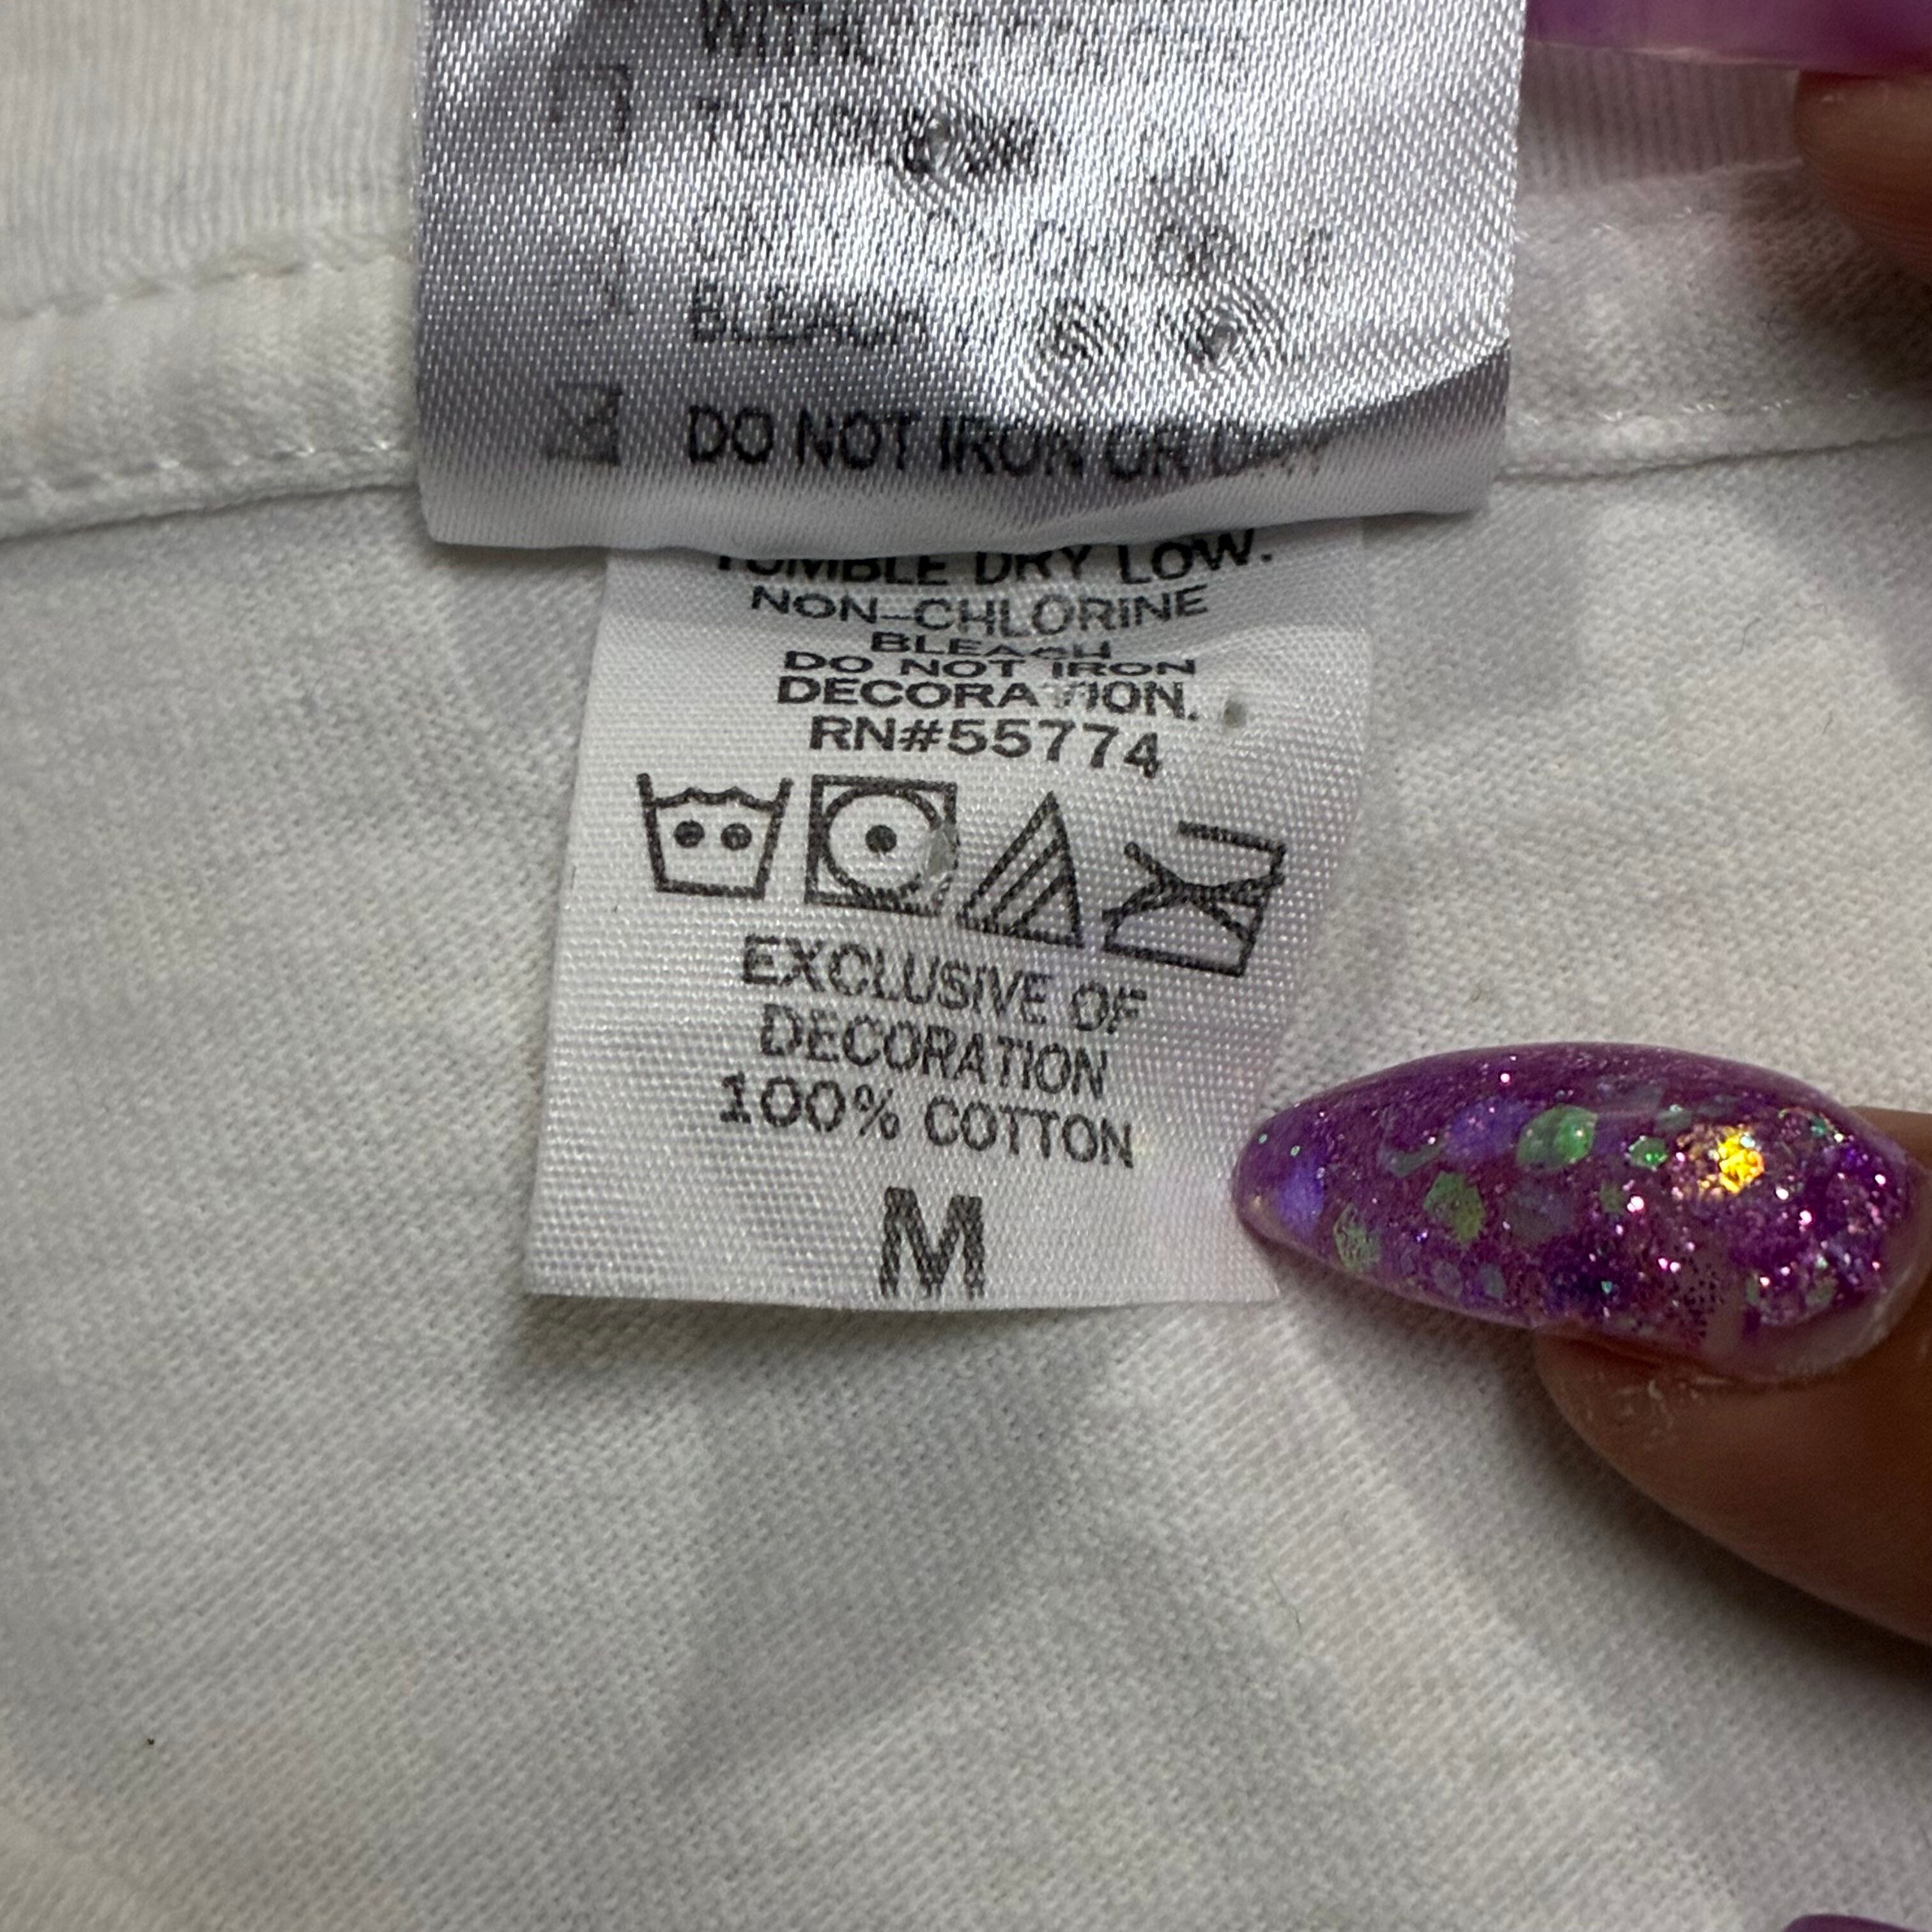 BLEACH
DO NOT IRON OR
TUMBLE DRY LOW.
NON-CHLORINE
BLEACH
DO NOT IRON
DECORATION.
RN#55774
EXCLUSIVE OF
DECORATION
100% COTTON
M